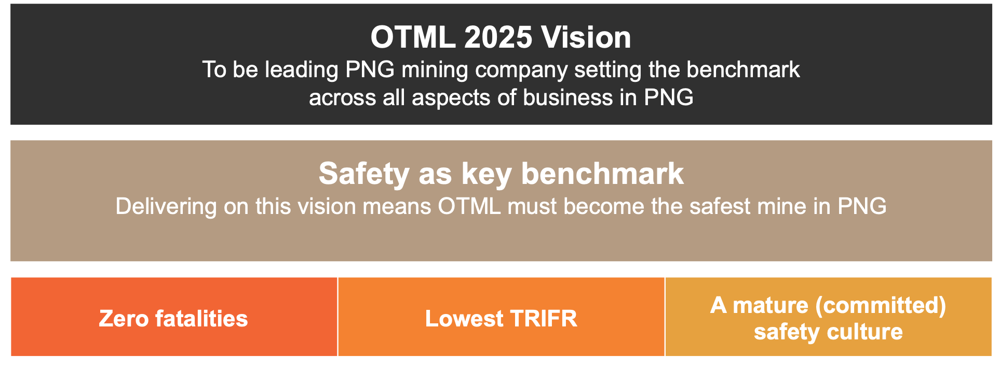 OTML 2025 Vision
To be leading PNG mining company setting the benchmark
across all aspects of business in PNG
Safety as key benchmark
Delivering on this vision means OTML must become the safest mine in PNG
Zero fatalities
Lowest TRIFR
A mature (committed)
safety culture